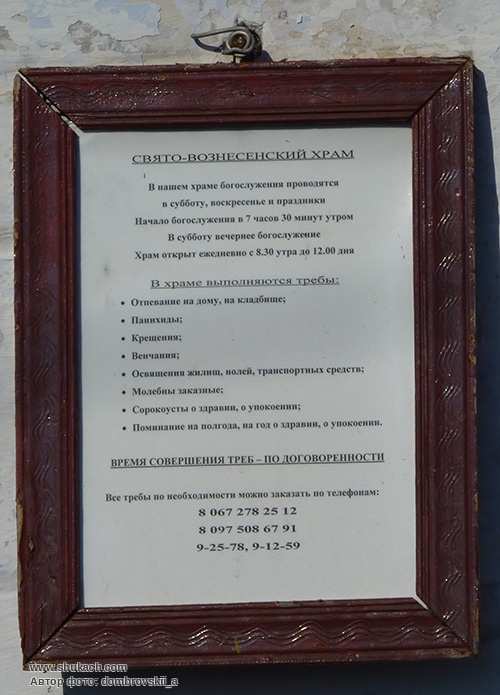 СВЯТО-ВОЗНЕСЕНСКИЙ ХРАМ
В нашем храме богослужения проводятся
в субботу, воскресенье и праздники
Начало богослужения в 7 часов 30 минут утром
В субботу вечернее богослужение
Храм открыт ежедневно с 8.30 утра до 12.00 дня
В храме выполняются требы:
• Отпевание на дому, на кладбище;
• Панихиды;
• Крещения;
• Венчания;
• Освящения жилищ, полей, транспортных средств;
• Молебны заказные;
• Сорокоусты о здравии, о упокоении;
• Поминание на полгода, на год о здравии, о упокоении.
ВРЕМЯ СОВЕРШЕНИЯ ТРЕБ – ПО ДОГОВОРЕННОСТИ
Все требы по необходимости можно заказать по телефонам:
8 067 278 25 12
8 097 508 67 91
9-25-78, 9-12-59
www.shukach.com
Автор фото: dombrovskii_a